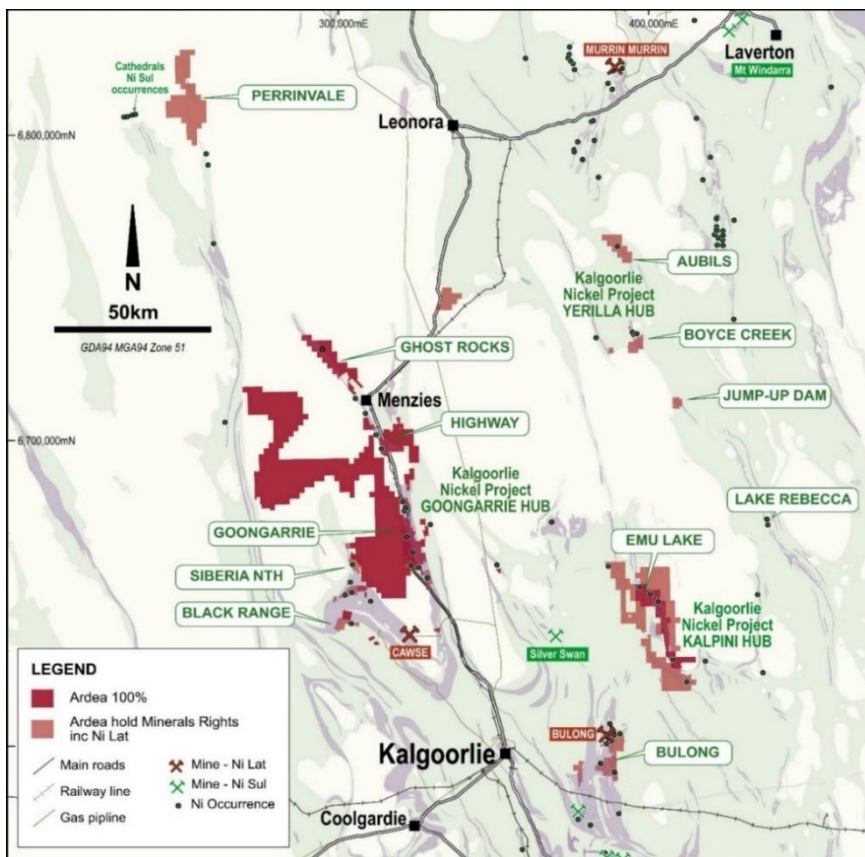 300,000mE
400,000mE
MURRIN MURRIN
Laverton
Mt Windarra
Cathedrals
Ni Sul
occurrences
PERRINVALE
Leonora
6,800,000mN
N
50km
GDA94 MGA94 Zone 51
AUBILS
Kalgoorlie
Nickel Project
YERILLA HUB
BOYCE CREEK
GHOST ROCKS
Menzies
JUMP-UP DAM
HIGHWAY
6,700,000mN
Kalgoorlie
Nickel Project
GOONGARRIE HUB
LAKE REBECCA
GOONGARRIE
EMU LAKE
SIBERIA NTH
BLACK RANGE
Kalgoorlie
Nickel Project
KALPINI HUB
CAWSE
Silver Swan
LEGEND
Ardea 100%
Ardea hold Minerals Rights
inc Ni Lat
Main roads
Mine - Ni Lat
Railway line
Mine - Ni Sul
Gas pipline
Ni Occurrence
BULONG
Kalgoorlie
BULONG
Coolgardie